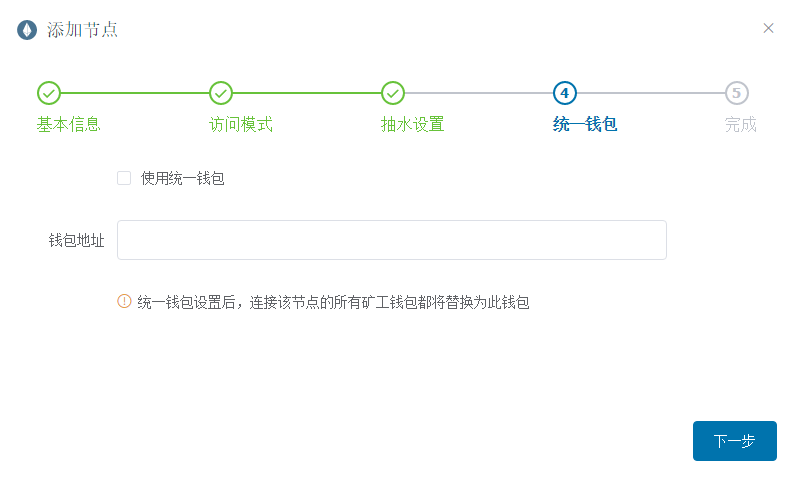 添加节点
4
5
基本信息
访问模式
抽水设置
统一钱包
完成
使用统一钱包
钱包地址
统一钱包设置后，连接该节点的所有矿工钱包都将替换为此钱包
下一步